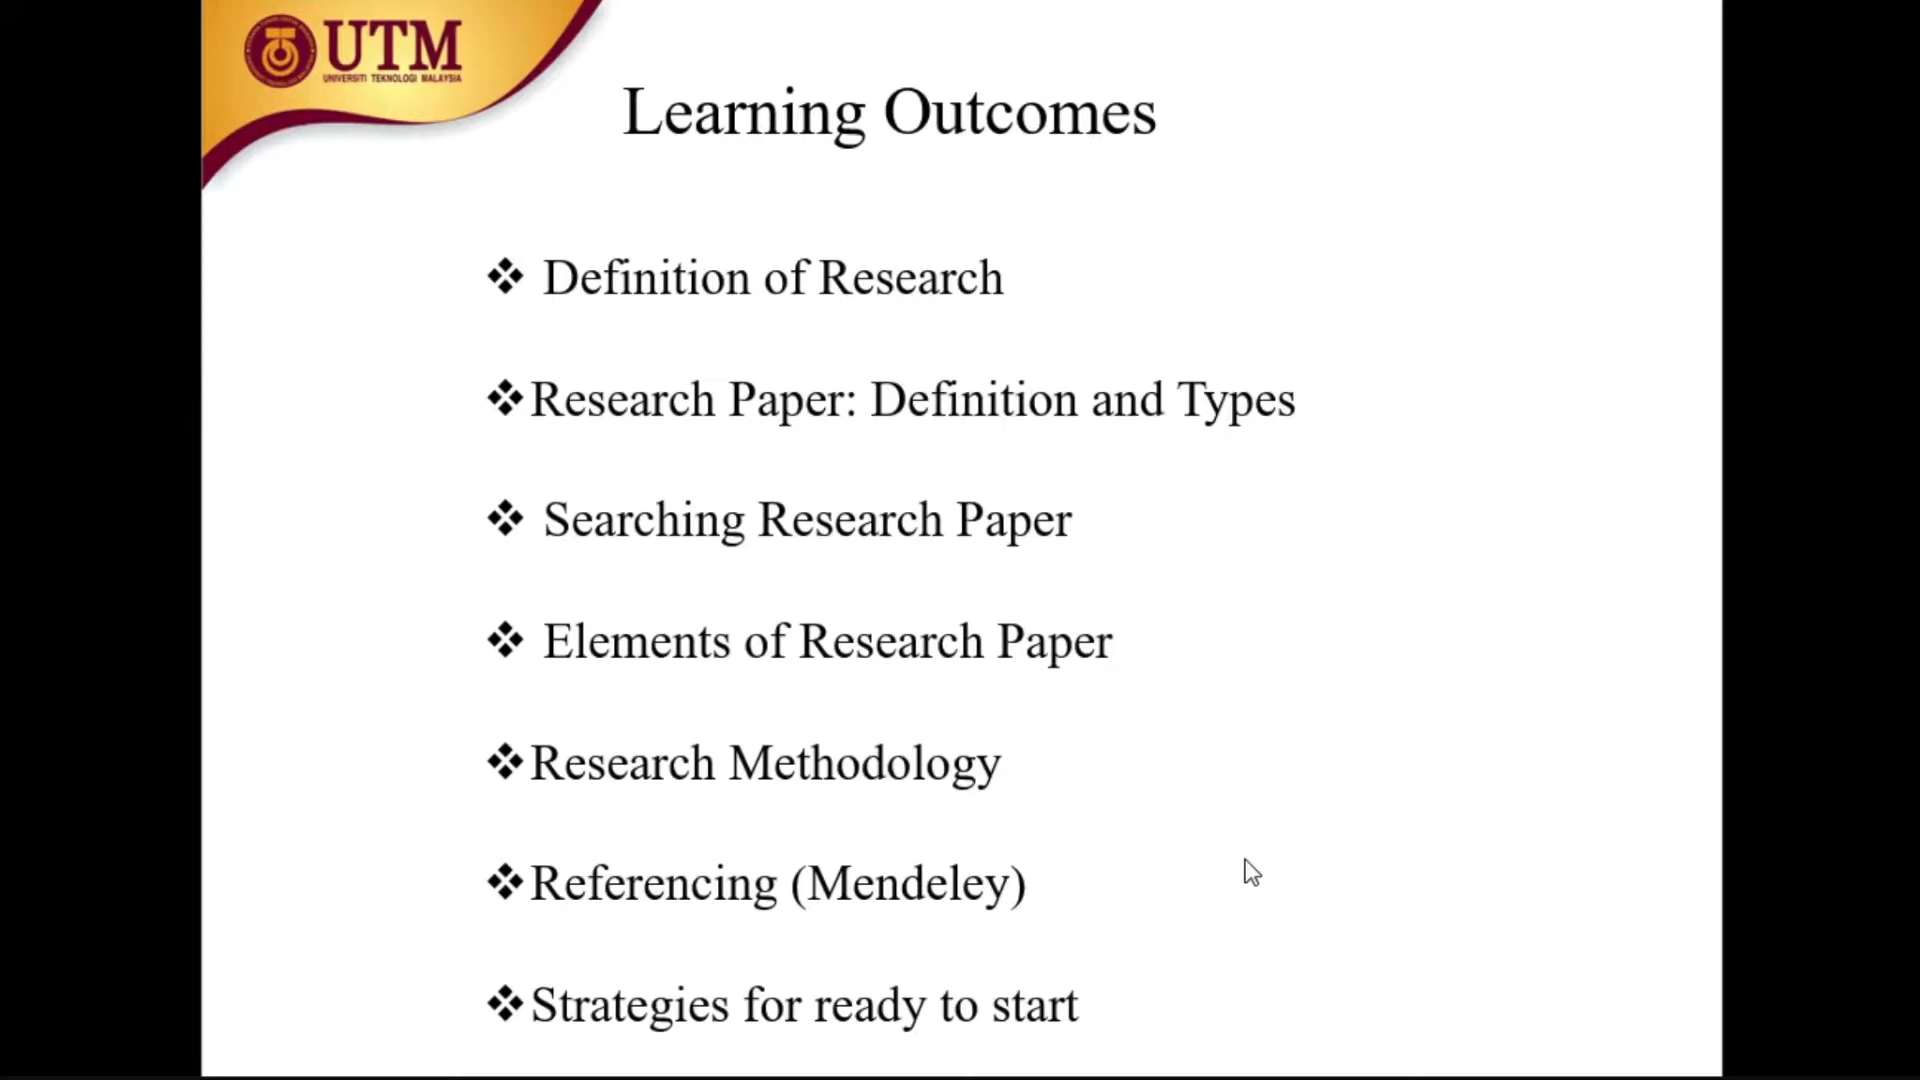 UTM
UNIVERSITI TEKNOLOGI MALAYSIA
Learning Outcomes
❖ Definition of Research
❖Research Paper: Definition and Types
❖ Searching Research Paper
❖ Elements of Research Paper
❖Research Methodology
❖Referencing (Mendeley)
❖Strategies for ready to start